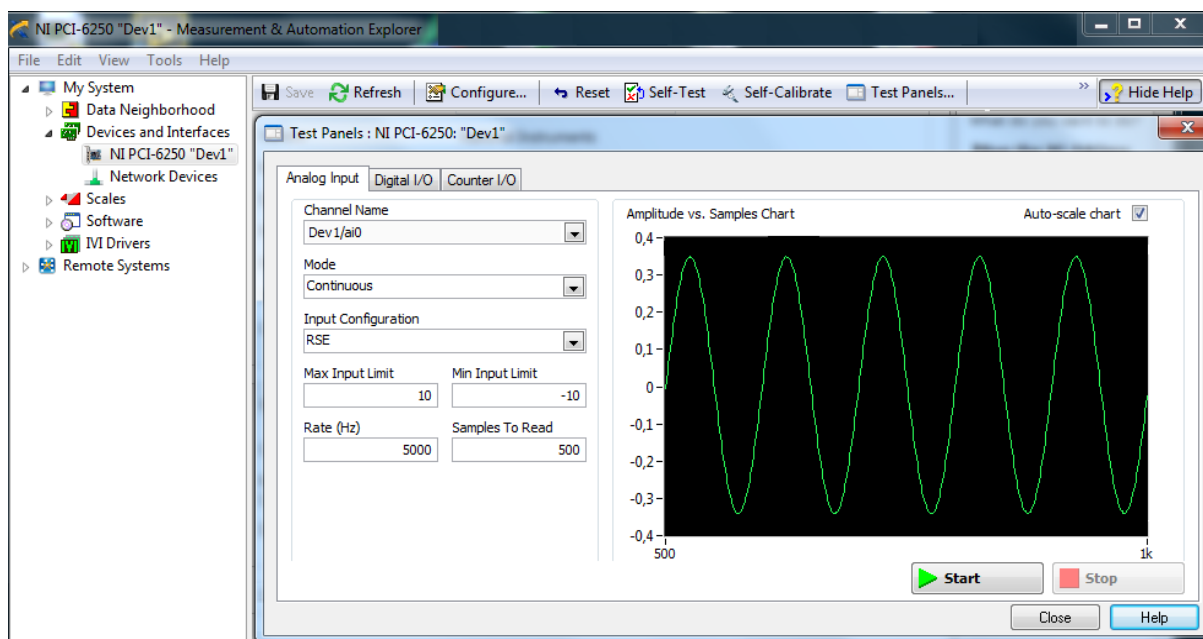 NI PCI-6250 "Dev1" - Measurement & Automation Explorer
File Edit View Tools Help
My System
Data Neighborhood
Devices and Interfaces
NI PCI-6250 "Dev1"
Network Devices
Scales
Software
IVI Drivers
Remote Systems
Save Refresh Configure... Reset Self-Test Self-Calibrate Test Panels... » Hide Help
Test Panels : NI PCI-6250: "Dev1"
Analog Input Digital I/O Counter I/O
Channel Name
Dev1/ai0
Mode
Continuous
Input Configuration
RSE
Max Input Limit Min Input Limit
10 -10
Rate (Hz) Samples To Read
5000 500
Amplitude vs. Samples Chart Auto-scale chart
0,4
0,3
0,2
0,1
0
-0,1
-0,2
-0,3
-0,4
500 1k
Start Stop
Close Help